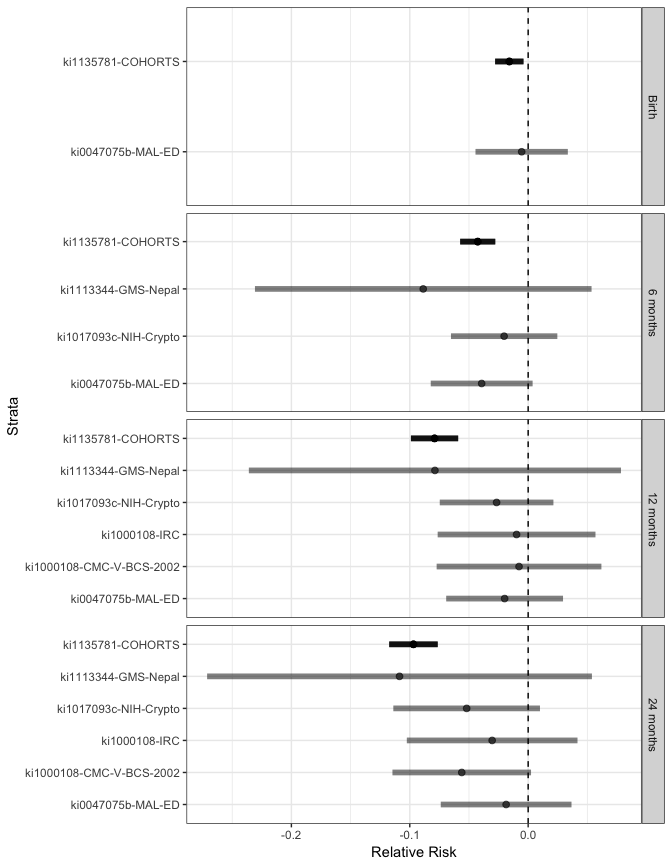 Strata
ki1135781-COHORTS
ki0047075b-MAL-ED
Birth
ki1135781-COHORTS
ki1113344-GMS-Nepal
ki1017093c-NIH-Crypto
ki0047075b-MAL-ED
6 months
ki1135781-COHORTS
ki1113344-GMS-Nepal
ki1017093c-NIH-Crypto
ki1000108-IRC
ki1000108-CMC-V-BCS-2002
ki0047075b-MAL-ED
12 months
ki1135781-COHORTS
ki1113344-GMS-Nepal
ki1017093c-NIH-Crypto
ki1000108-IRC
ki1000108-CMC-V-BCS-2002
ki0047075b-MAL-ED
24 months
-0.2 -0.1 0.0
Relative Risk